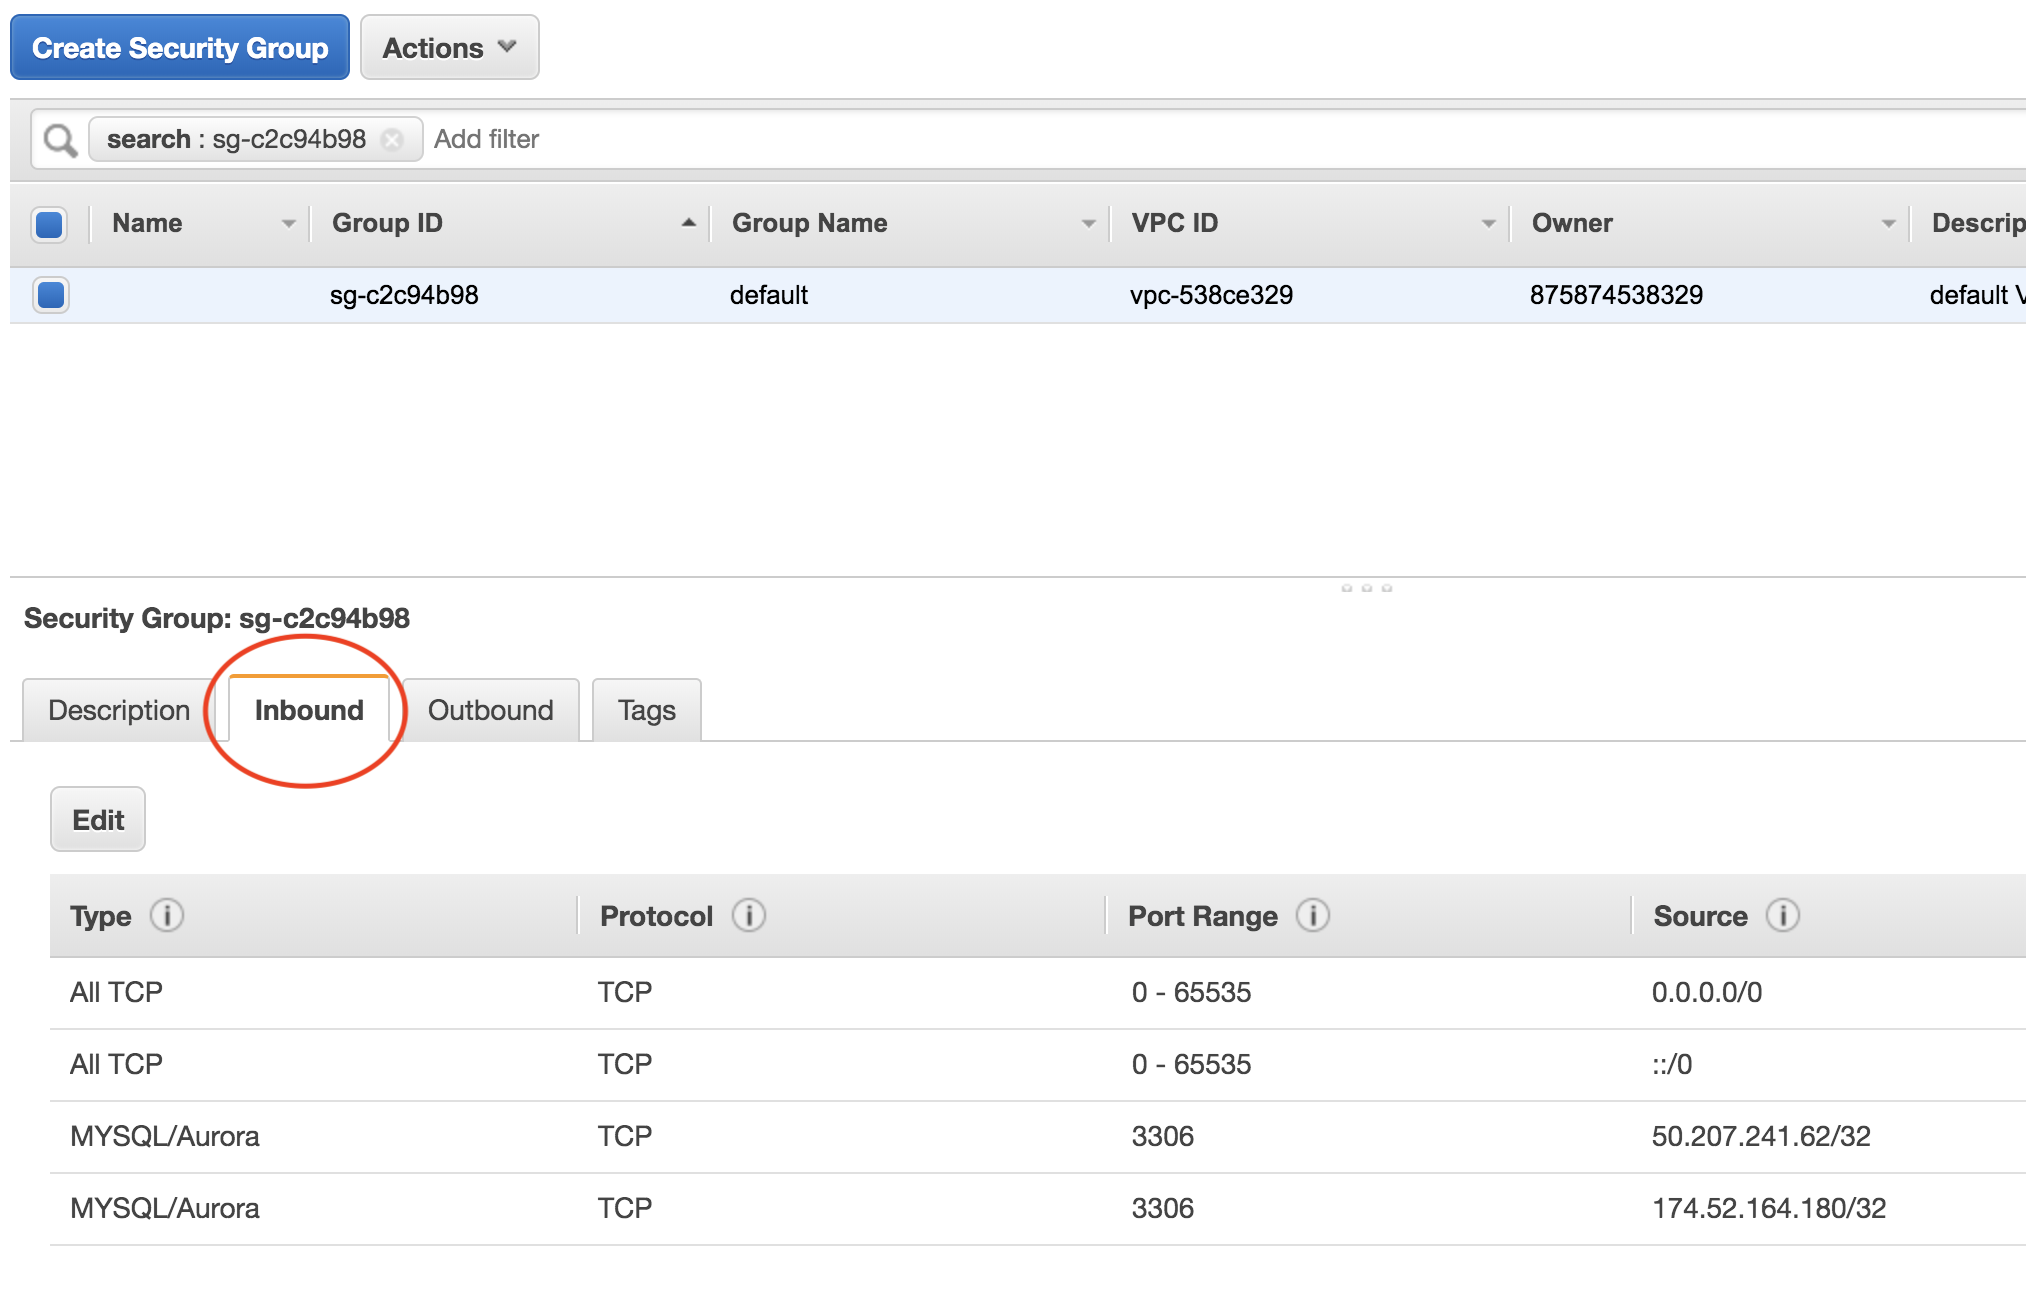 Create Security Group Actions
search : sg-c2c94b98 Add filter
Name Group ID Group Name VPC ID Owner Descrip
sg-c2c94b98 default vpc-538ce329 875874538329 default V
Security Group: sg-c2c94b98
Description Inbound Outbound Tags
Edit
Type i Protocol i Port Range i Source i
All TCP TCP 0 - 65535 0.0.0.0/0
All TCP TCP 0 - 65535 ::/0
MYSQL/Aurora TCP 3306 50.207.241.62/32
MYSQL/Aurora TCP 3306 174.52.164.180/32